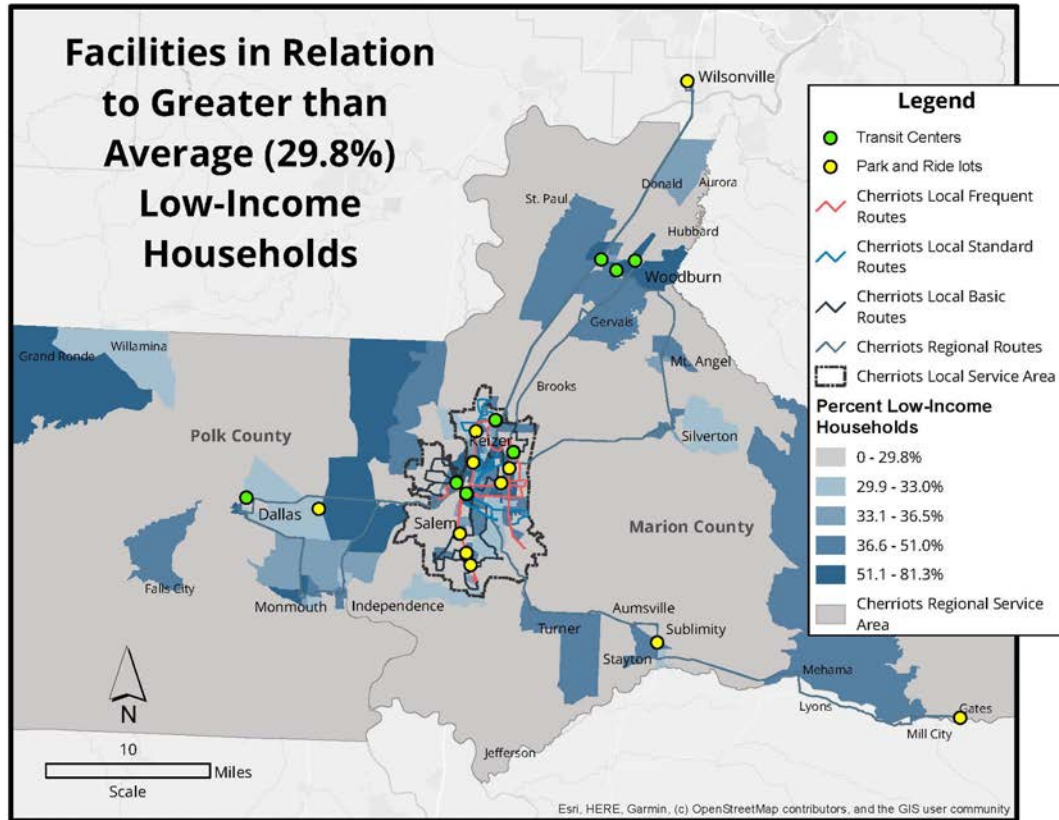 Facilities in Relation
to Greater than
Average (29.8%)
Low-Income
Households
Wilsonville
Donald
Aurora
St. Paul
Hubbard
Woodburn
Gervais
Mt. Angel
Grand Ronde
Willamina
Brooks
Silverton
Polk County
Keizer
Marion County
Dallas
Salem
Falls City
Monmouth
Independence
Aumsville
Turner
Sublimity
Stayton
Mehama
Lyons
Gates
Mill City
Jefferson
N
10
Miles
Scale
Legend
Transit Centers
Park and Ride lots
Cherriots Local Frequent
Routes
Cherriots Local Standard
Routes
Cherriots Local Basic
Routes
Cherriots Regional Routes
Cherriots Local Service Area
Percent Low-Income
Households
0 - 29.8%
29.9 - 33.0%
33.1 - 36.5%
36.6 - 51.0%
51.1 - 81.3%
Cherriots Regional Service
Area
Esri, HERE, Garmin, (c) OpenStreetMap contributors, and the GIS user community